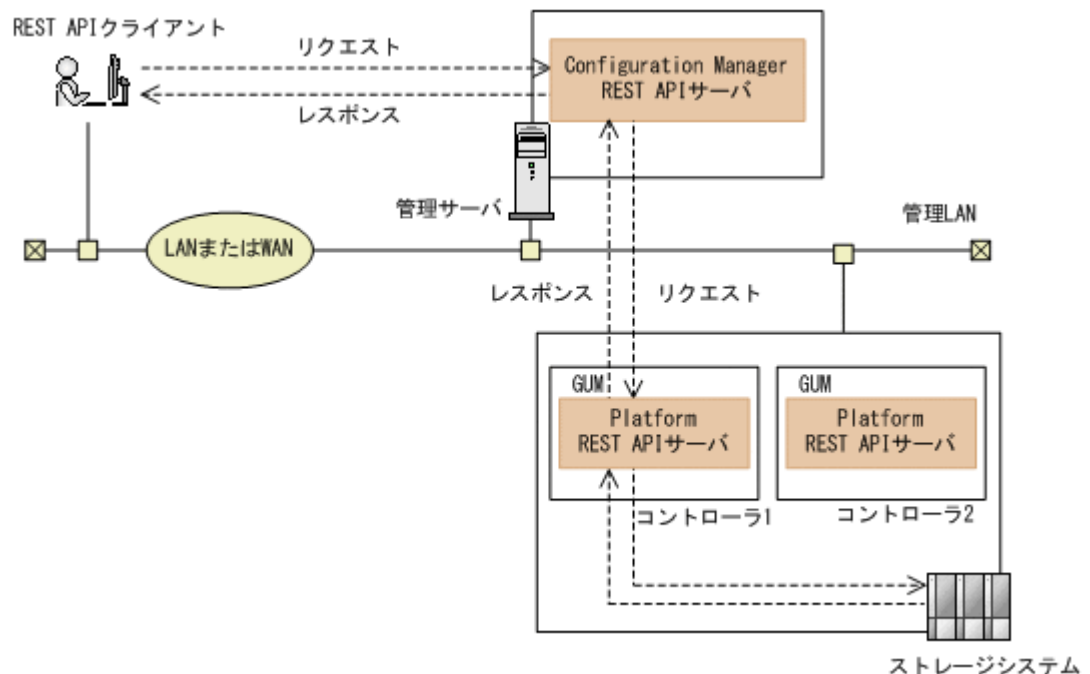 REST APIクライアント
リクエスト
レスポンス
Configuration Manager
REST APIサーバ
管理サーバ
管理LAN
LANまたはWAN
レスポンス
リクエスト
GUM
Platform
REST APIサーバ
コントローラ1
GUM
Platform
REST APIサーバ
コントローラ2
ストレージシステム